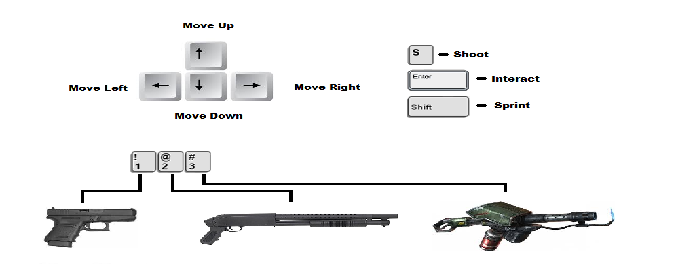 Move Up
↑
Move Left ← ↓ → Move Right
Move Down
S – Shoot
Enter – Interact
Shift – Sprint
! @ #
1 2 3